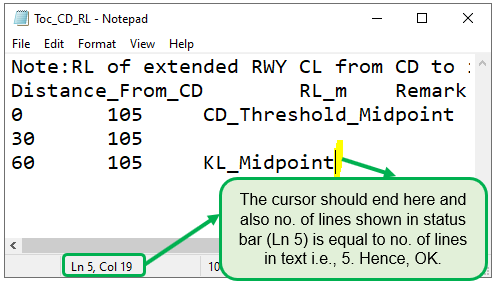 Toc_CD_RL - Notepad
File Edit Format View Help
Note:RL of extended RWY CL from CD to
Distance_From_CD RL_m Remark
0 105 CD_Threshold_Midpoint
30 105
60 105 KL_Midpoint
The cursor should end here and
also no. of lines shown in status
bar (Ln 5) is equal to no. of lines
in text i.e., 5. Hence, OK.
Ln 5, Col 19